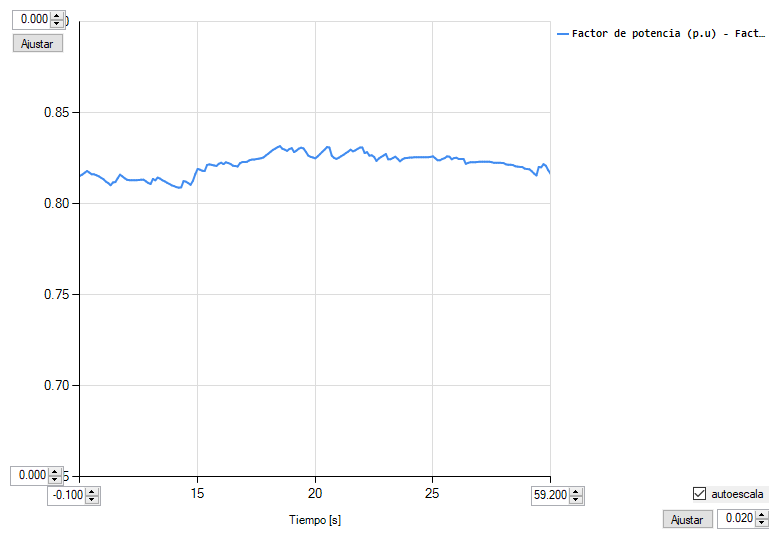 0.000
Ajustar
Factor de potencia (p.u) - Fact…
0.85
0.80
0.75
0.70
0.000
5
-0.100
15
20
25
59.200
Tiempo [s]
autoescala
Ajustar
0.020